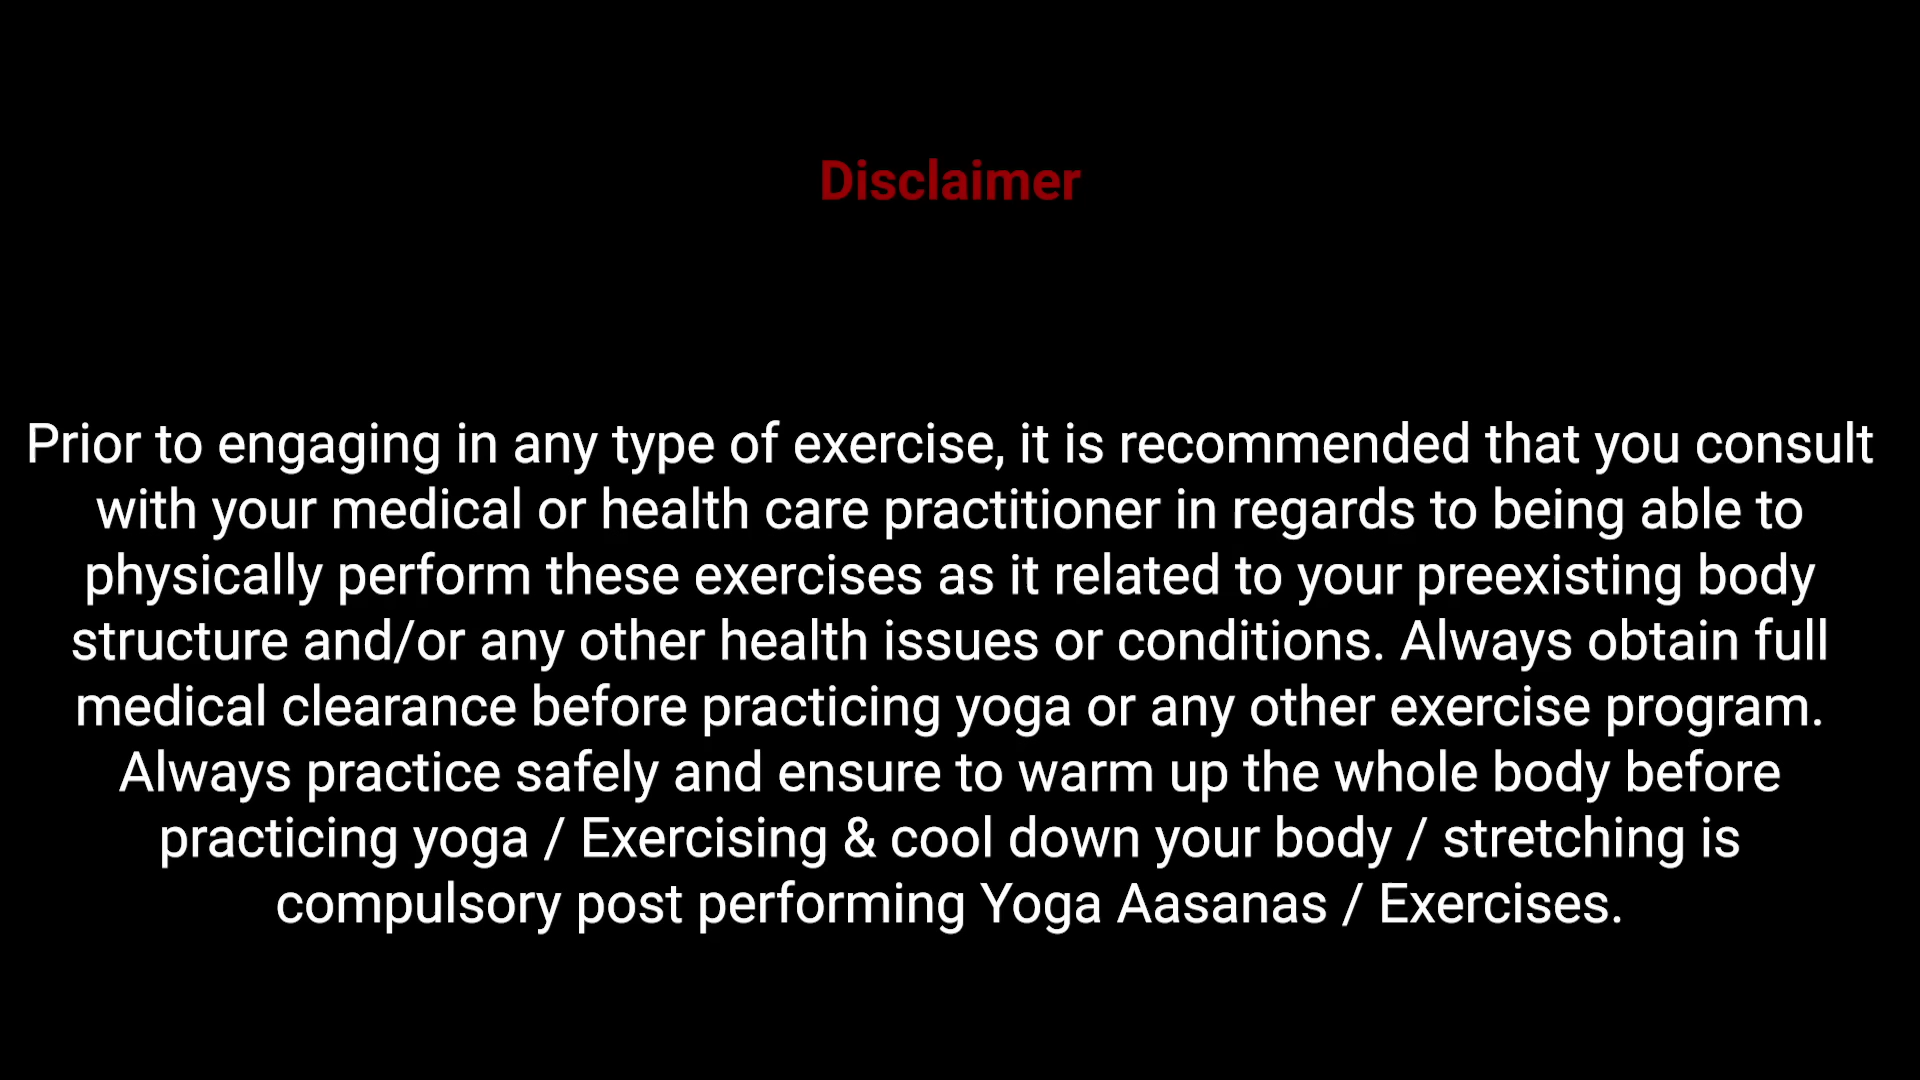 Disclaimer
Prior to engaging in any type of exercise, it is recommended that you consult
with your medical or health care practitioner in regards to being able to
physically perform these exercises as it related to your preexisting body
structure and/or any other health issues or conditions. Always obtain full
medical clearance before practicing yoga or any other exercise program.
Always practice safely and ensure to warm up the whole body before
practicing yoga / Exercising & cool down your body / stretching is
compulsory post performing Yoga Aasanas / Exercises.